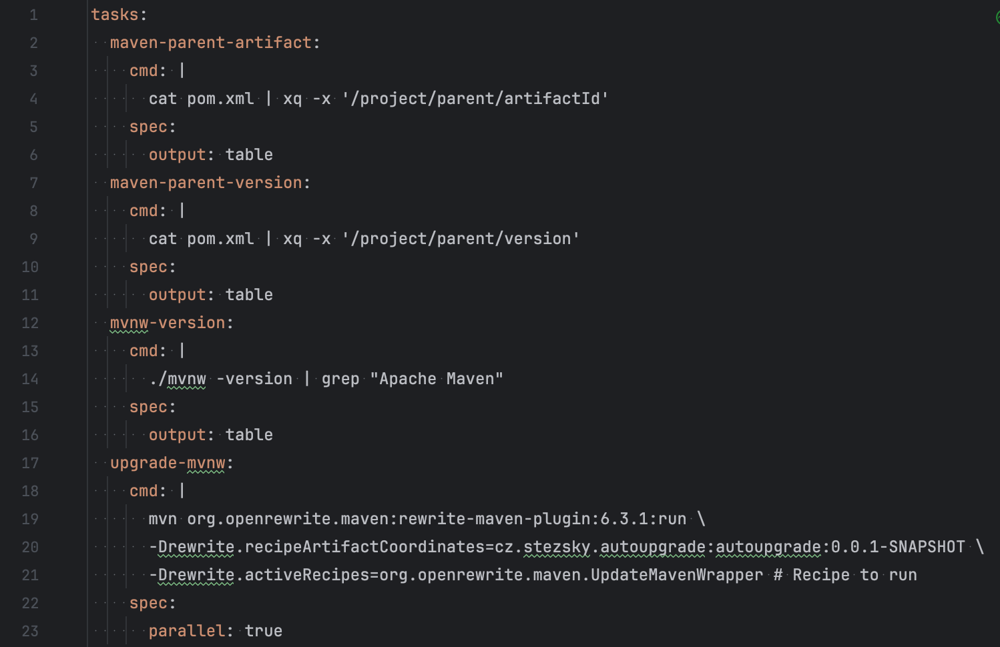 1 tasks:
2   maven-parent-artifact:
3     cmd: |
4       cat pom.xml | xq -x '/project/parent/artifactId'
5     spec:
6       output: table
7   maven-parent-version:
8     cmd: |
9       cat pom.xml | xq -x '/project/parent/version'
10     spec:
11       output: table
12   mvnw-version:
13     cmd: |
14       ./mvnw -version | grep "Apache Maven"
15     spec:
16       output: table
17   upgrade-mvnw:
18     cmd: |
19       mvn org.openrewrite.maven:rewrite-maven-plugin:6.3.1:run \
20       -Drewrite.recipeArtifactCoordinates=cz.stezsky.autoupgrade:autoupgrade:0.0.1-SNAPSHOT \
21       -Drewrite.activeRecipes=org.openrewrite.maven.UpdateMavenWrapper # Recipe to run
22     spec:
23       parallel: true